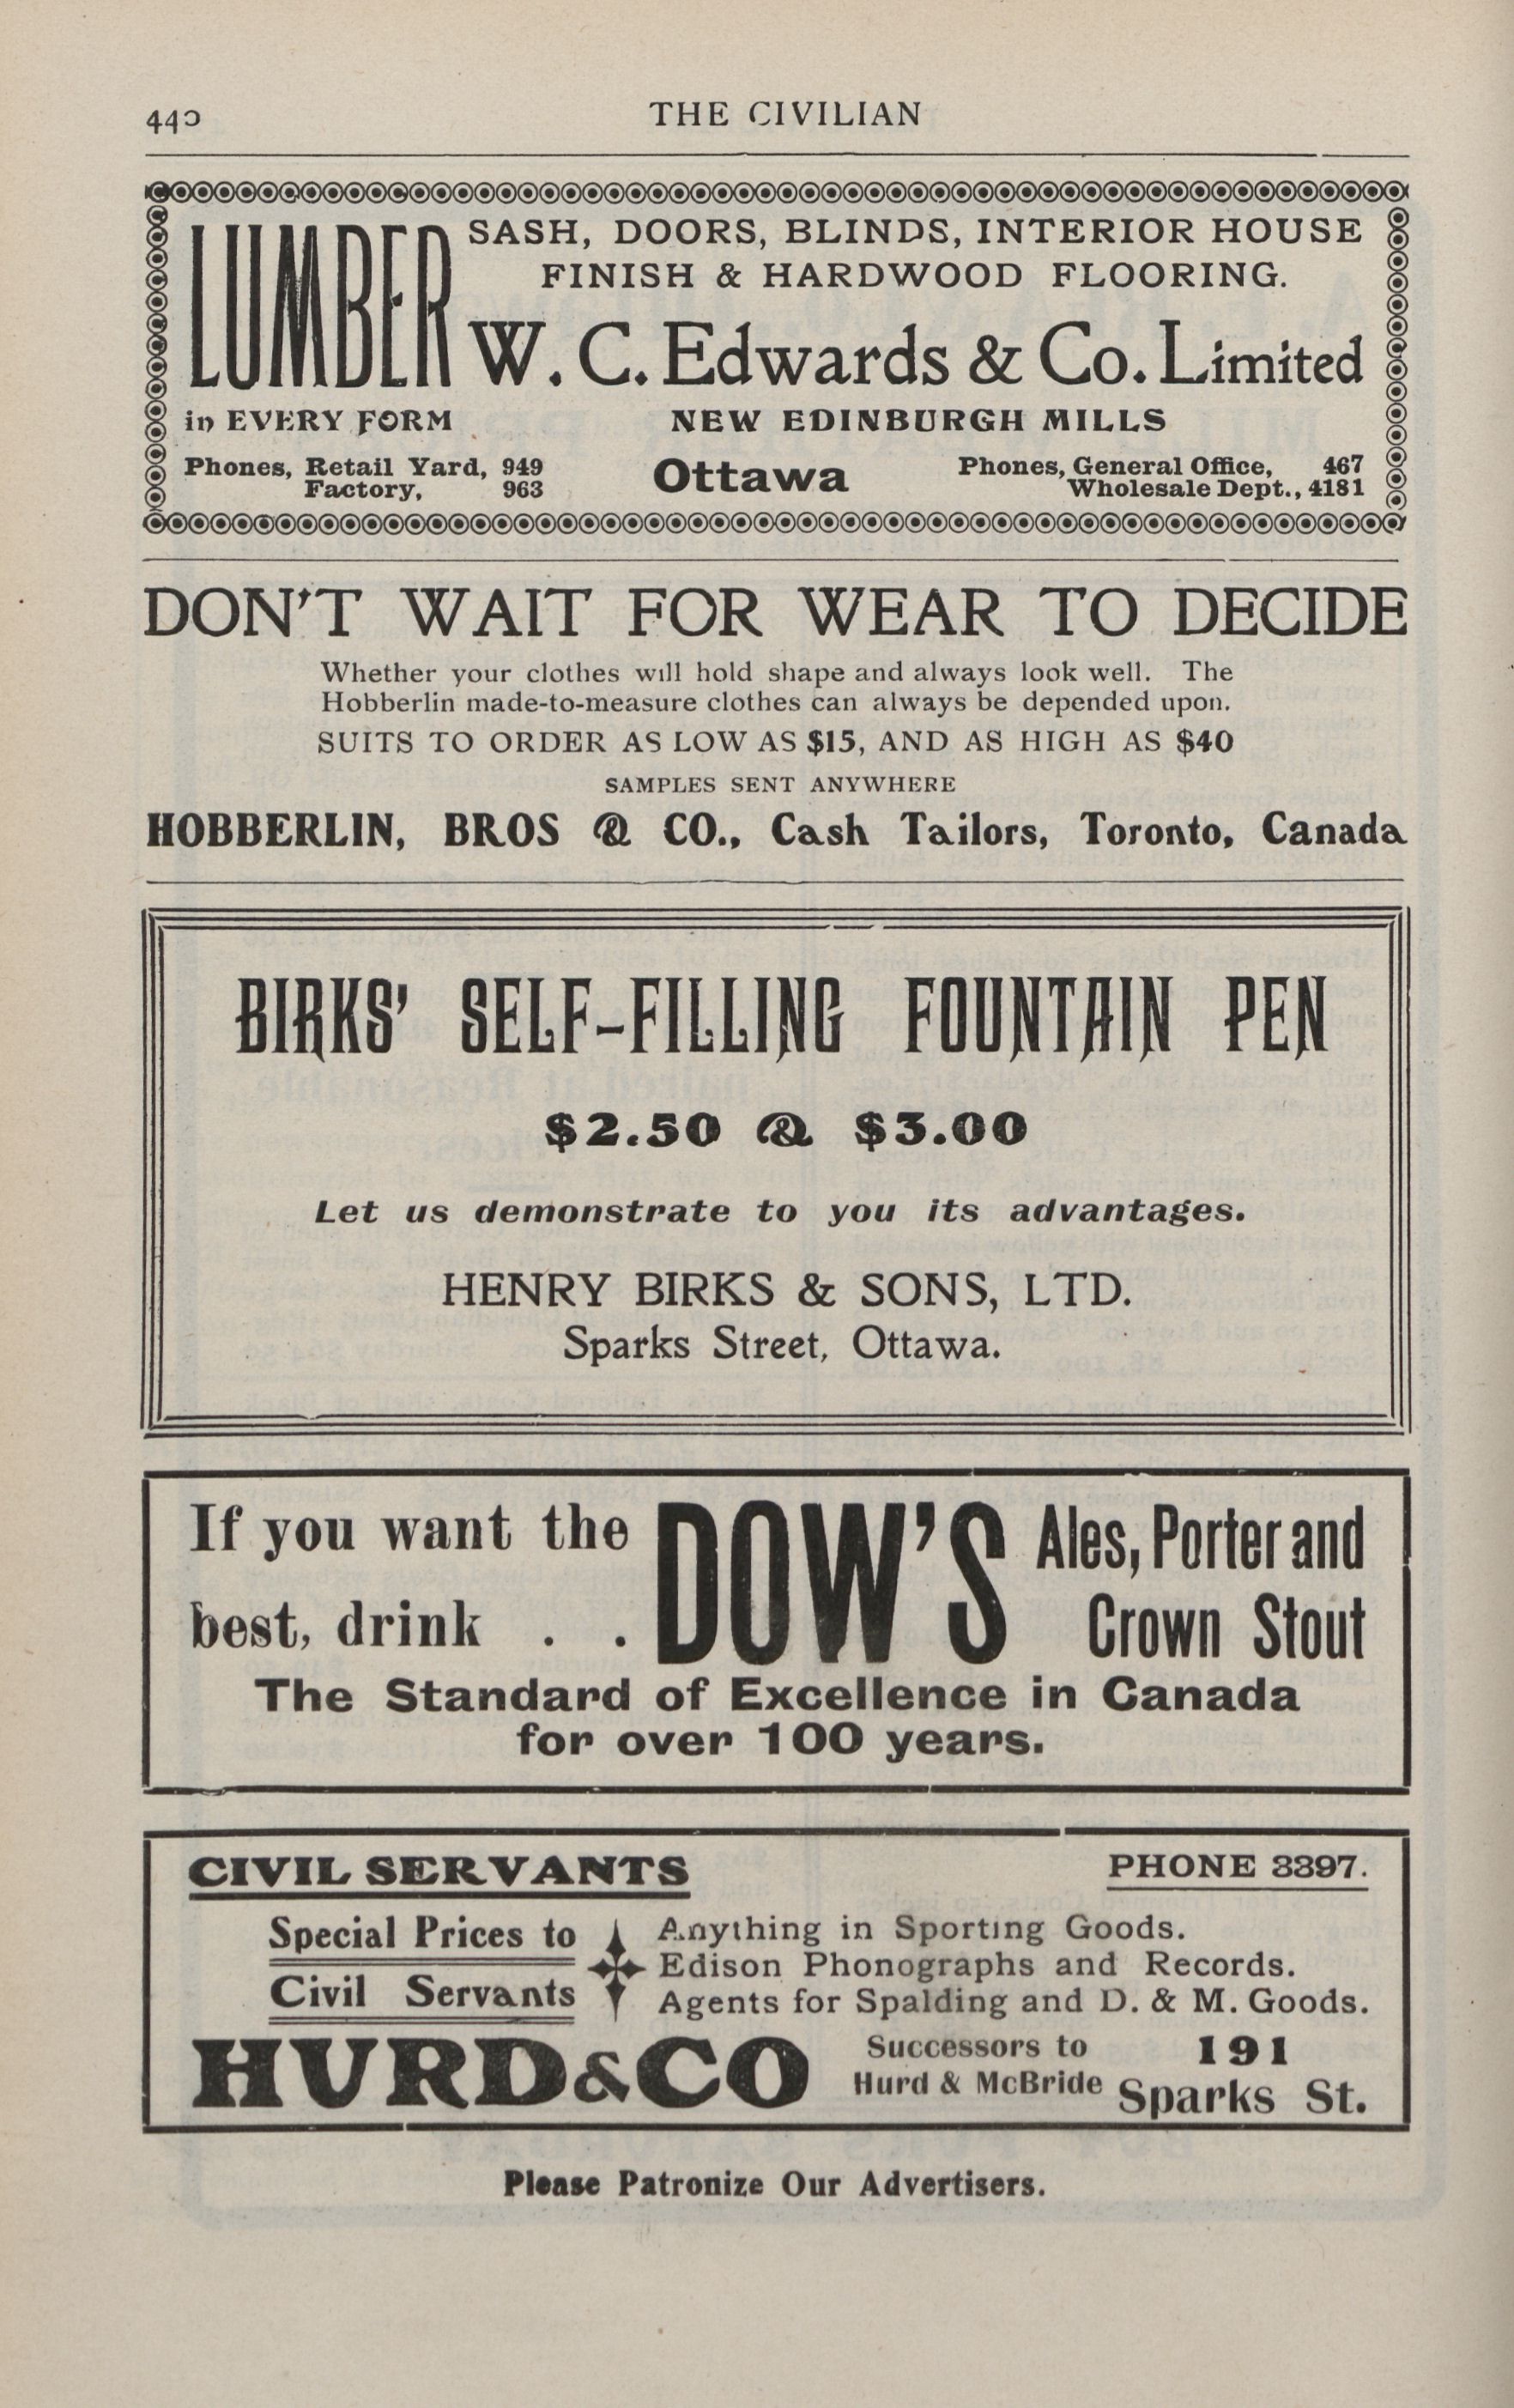 440
THE CIVILIAN
LUMBER
in EVERY FORM
SASH, DOORS, BLINDS, INTERIOR HOUSE
FINISH & HARDWOOD FLOORING.
W. C. Edwards & Co. Limited
NEW EDINBURGH MILLS
Phones, Retail Yard, 949
Factory, 963
Ottawa
Phones, General Office, 467
Wholesale Dept., 4181
DON'T WAIT FOR WEAR TO DECIDE
Whether your clothes will hold shape and always look well. The
Hobberlin made-to-measure clothes can always be depended upon.
SUITS TO ORDER AS LOW AS $15, AND AS HIGH AS $40
SAMPLES SENT ANYWHERE
HOBBERLIN, BROS & CO., Cash Tailors, Toronto, Canada
BIRKS' SELF-FILLING FOUNTAIN PEN
$2.50 & $3.00
Let us demonstrate to you its advantages.
HENRY BIRKS & SONS, LTD.
Sparks Street, Ottawa.
If you want the
best, drink . .
DOW'S
Ales, Porter and
Crown Stout
The Standard of Excellence in Canada
for over 100 years.
CIVIL SERVANTS
PHONE 3397.
Special Prices to
Civil Servants
Anything in Sporting Goods.
Edison Phonographs and Records.
Agents for Spalding and D. & M. Goods.
HURD & CO
Successors to
Hurd & McBride
191
Sparks St.
Please Patronize Our Advertisers.